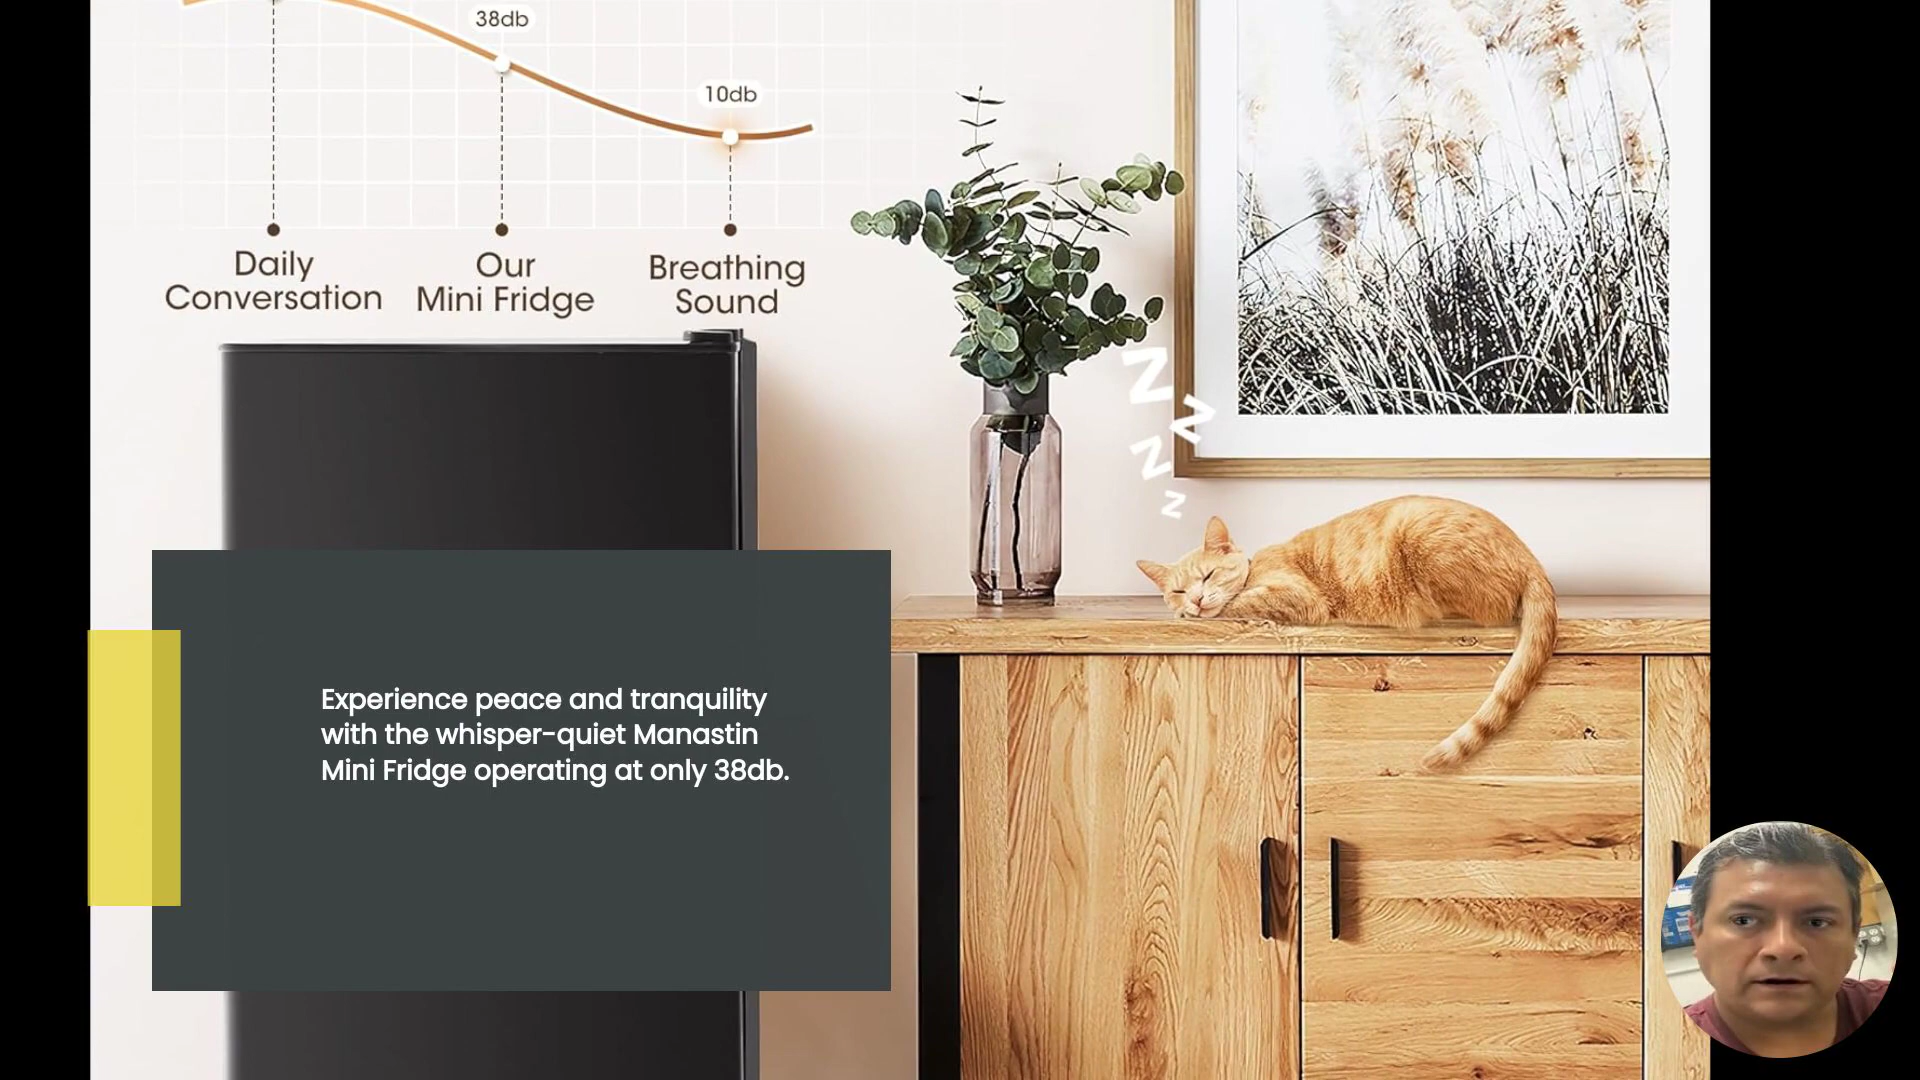 38db
10db
Daily
Conversation
Our
Mini Fridge
Breathing
Sound
Z
Z
Z
Z
Experience peace and tranquility
with the whisper-quiet Manastin
Mini Fridge operating at only 38db.